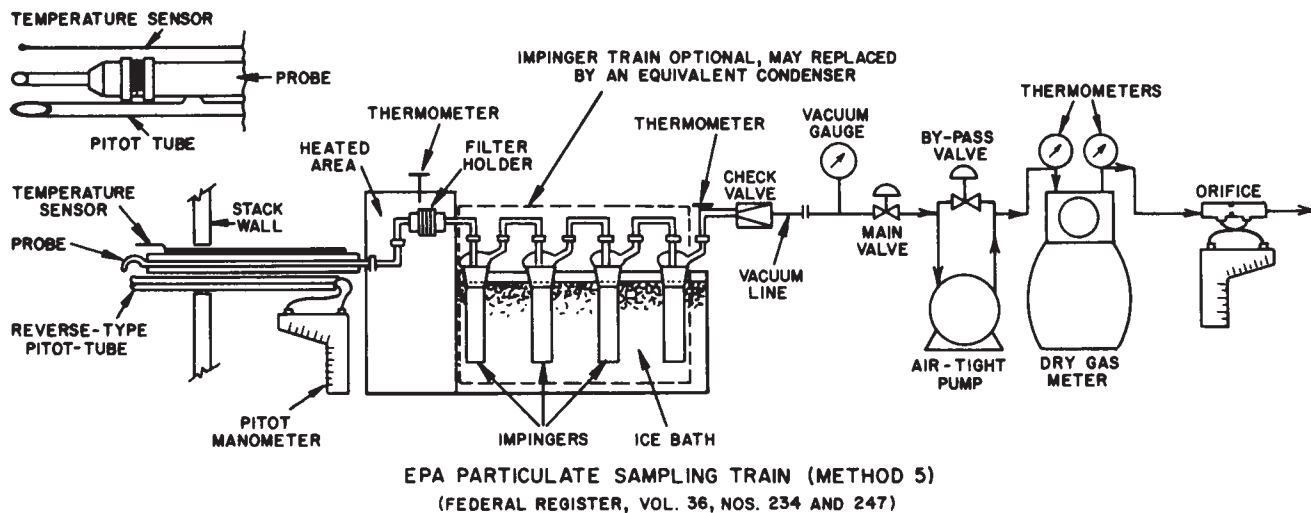 TEMPERATURE SENSOR
PROBE
PITOT TUBE
IMPINGER TRAIN OPTIONAL, MAY REPLACED
BY AN EQUIVALENT CONDENSER
THERMOMETER
HEATED
AREA
FILTER
HOLDER
THERMOMETER
VACUUM
GAUGE
THERMOMETERS
BY-PASS
VALVE
CHECK
VALVE
ORIFICE
TEMPERATURE
SENSOR
STACK
WALL
PROBE
MAIN
VALVE
VACUUM
LINE
REVERSE-TYPE
PITOT-TUBE
PITOT
MANOMETER
IMPINGERS
ICE BATH
AIR-TIGHT
PUMP
DRY GAS
METER
EPA PARTICULATE SAMPLING TRAIN (METHOD 5)
(FEDERAL REGISTER, VOL. 36, NOS. 234 AND 247)